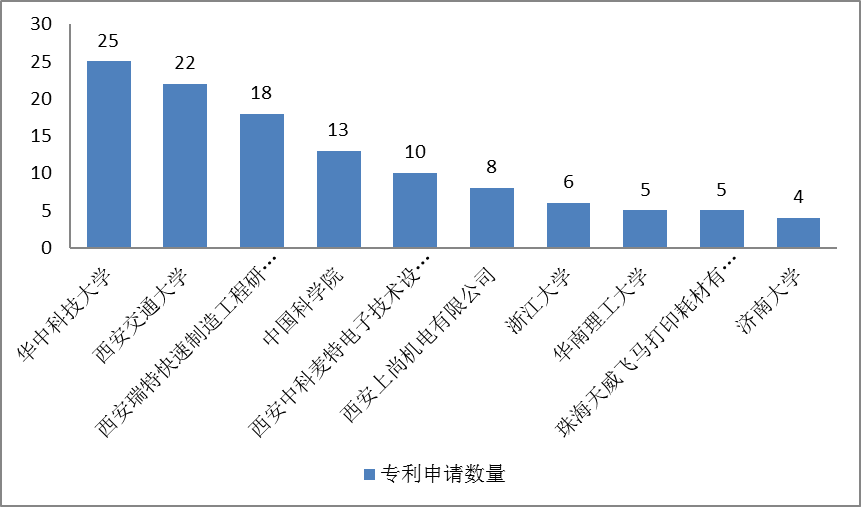 30
25
20
15
10
5
0
25
22
18
13
10
8
6
5
5
4
华中科技大学
西安交通大学
西安瑞特快速制造工程研…
中国科学院
西安中科麦特电子技术设…
西安上尚机电有限公司
浙江大学
华南理工大学
珠海天威飞马打印耗材有…
济南大学
专利申请数量